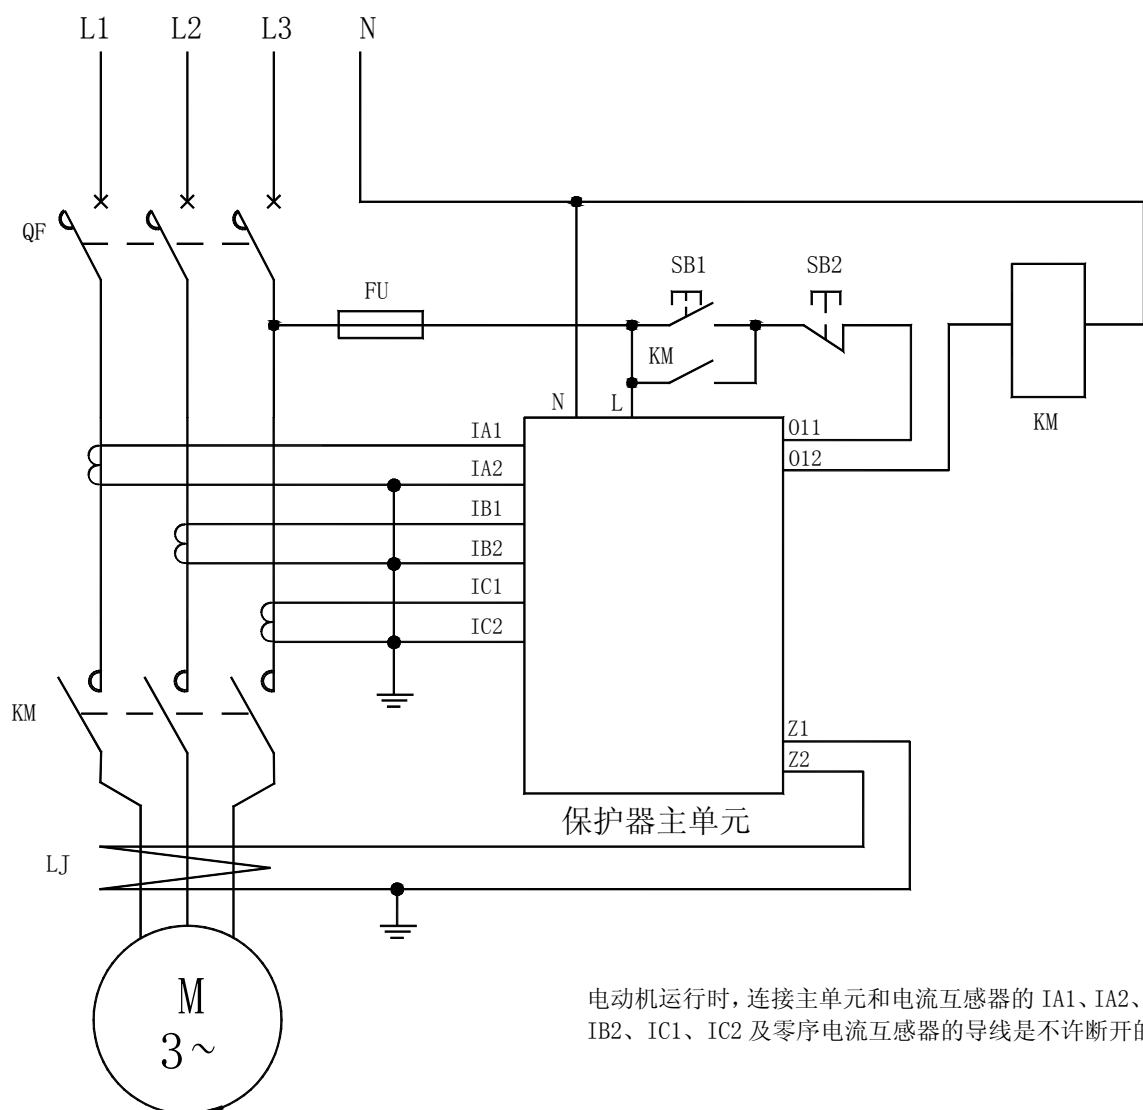 L1 L2 L3 N
QF
SB1 SB2
FU
KM
N L
KM
IA1
O11
IA2
O12
IB1
IB2
IC1
IC2
KM
Z1
Z2
保护器主单元
LJ
M
3~
电动机运行时,连接主单元和电流互感器的 IA1、IA2、
IB2、IC1、IC2 及零序电流互感器的导线是不许断开的